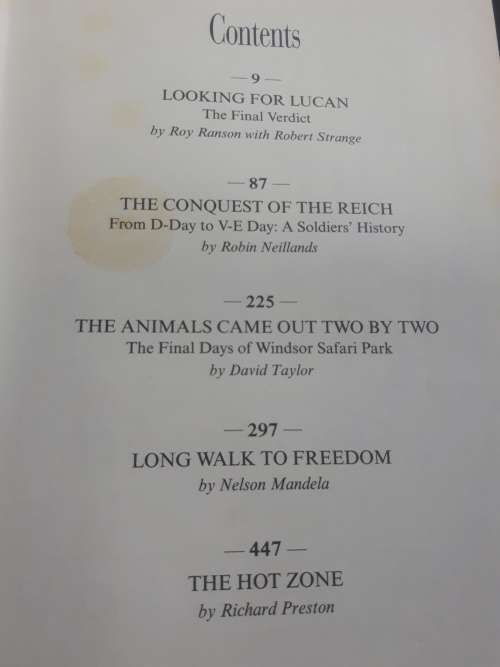 Contents
— 9 —
LOOKING FOR LUCAN
The Final Verdict
by Roy Ranson with Robert Strange
— 87 —
THE CONQUEST OF THE REICH
From D-Day to V-E Day: A Soldiers' History
by Robin Neillands
— 225 —
THE ANIMALS CAME OUT TWO BY TWO
The Final Days of Windsor Safari Park
by David Taylor
— 297 —
LONG WALK TO FREEDOM
by Nelson Mandela
— 447 —
THE HOT ZONE
by Richard Preston